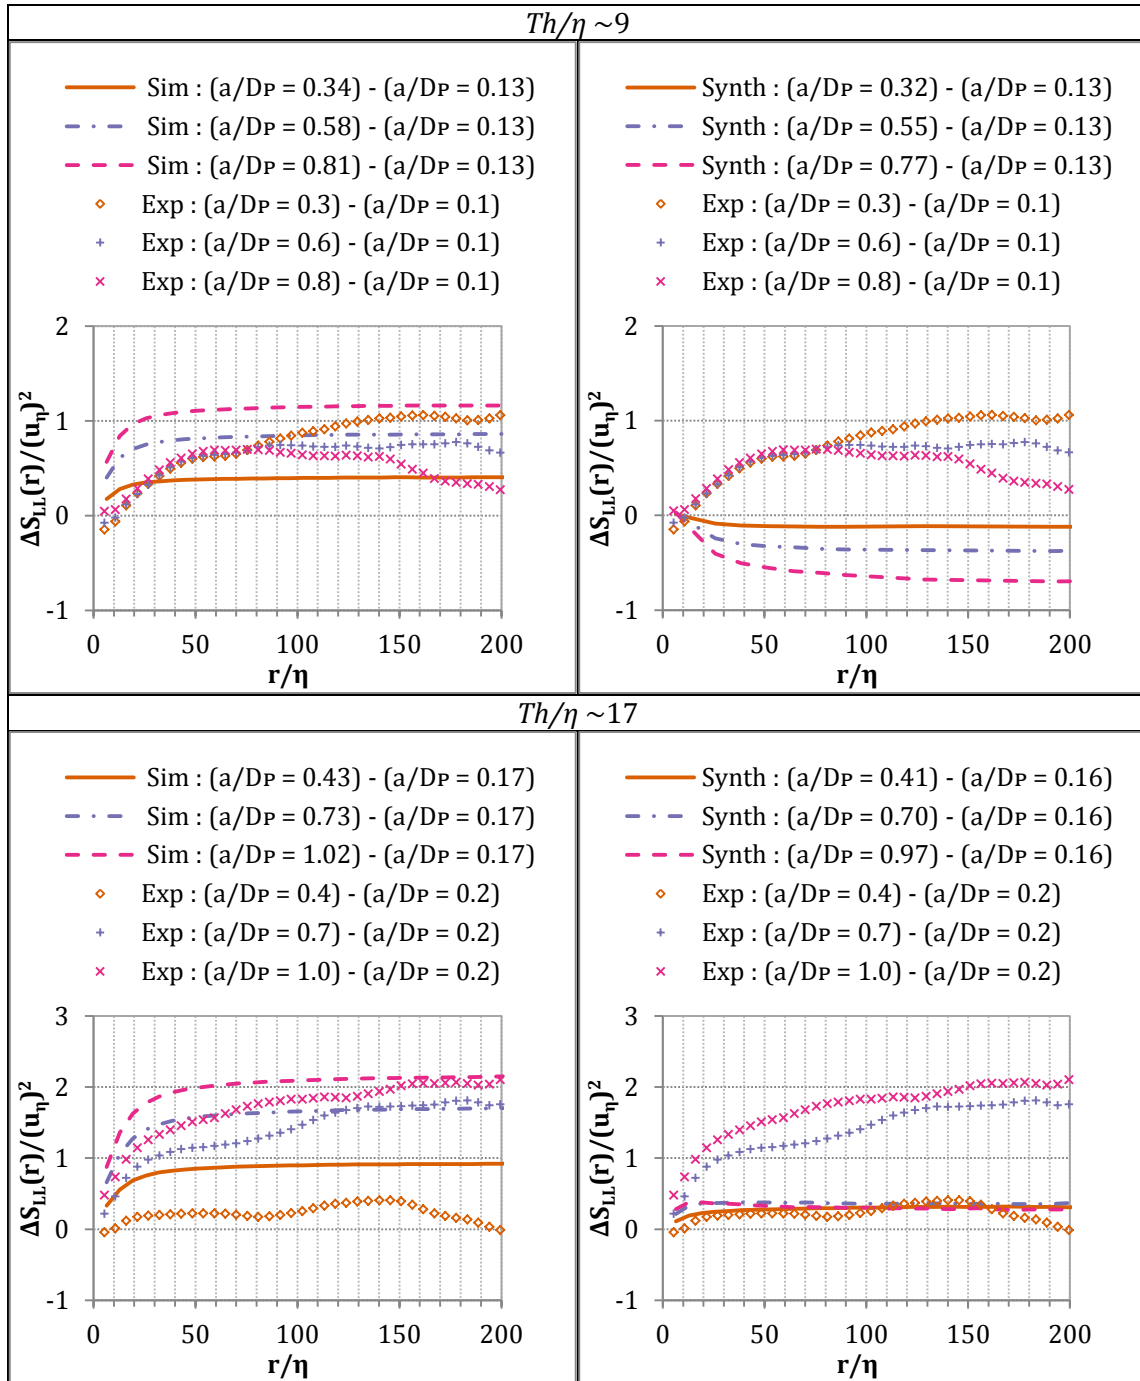 Th/η ~9
Sim : (a/DP = 0.34) - (a/DP = 0.13)
Sim : (a/DP = 0.58) - (a/DP = 0.13)
Sim : (a/DP = 0.81) - (a/DP = 0.13)
Exp : (a/DP = 0.3) - (a/DP = 0.1)
Exp : (a/DP = 0.6) - (a/DP = 0.1)
Exp : (a/DP = 0.8) - (a/DP = 0.1)
2
1
0
-1
ΔS_LL(r)/(u_η)²
0 50 100 150 200
r/η
Synth : (a/DP = 0.32) - (a/DP = 0.13)
Synth : (a/DP = 0.55) - (a/DP = 0.13)
Synth : (a/DP = 0.77) - (a/DP = 0.13)
Exp : (a/DP = 0.3) - (a/DP = 0.1)
Exp : (a/DP = 0.6) - (a/DP = 0.1)
Exp : (a/DP = 0.8) - (a/DP = 0.1)
2
1
0
-1
ΔS_LL(r)/(u_η)²
0 50 100 150 200
r/η
Th/η ~17
Sim : (a/DP = 0.43) - (a/DP = 0.17)
Sim : (a/DP = 0.73) - (a/DP = 0.17)
Sim : (a/DP = 1.02) - (a/DP = 0.17)
Exp : (a/DP = 0.4) - (a/DP = 0.2)
Exp : (a/DP = 0.7) - (a/DP = 0.2)
Exp : (a/DP = 1.0) - (a/DP = 0.2)
3
2
1
0
-1
ΔS_LL(r)/(u_η)²
0 50 100 150 200
r/η
Synth : (a/DP = 0.41) - (a/DP = 0.16)
Synth : (a/DP = 0.70) - (a/DP = 0.16)
Synth : (a/DP = 0.97) - (a/DP = 0.16)
Exp : (a/DP = 0.4) - (a/DP = 0.2)
Exp : (a/DP = 0.7) - (a/DP = 0.2)
Exp : (a/DP = 1.0) - (a/DP = 0.2)
3
2
1
0
-1
ΔS_LL(r)/(u_η)²
0 50 100 150 200
r/η